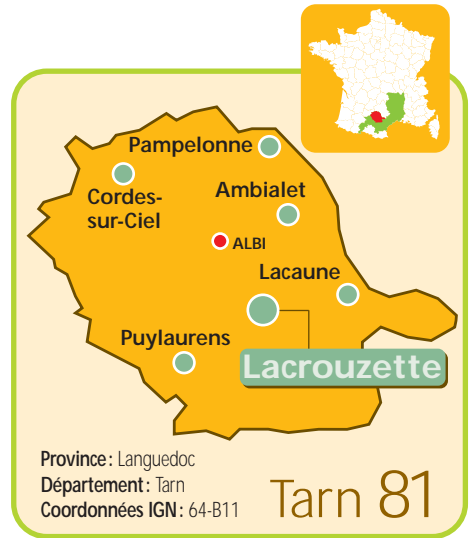 Pampelonne
Cordes-
sur-Ciel
Ambialet
ALBI
Lacaune
Puylaurens
Lacrouzette
Province : Languedoc
Département : Tarn
Coordonnées IGN : 64-B11
Tarn 81